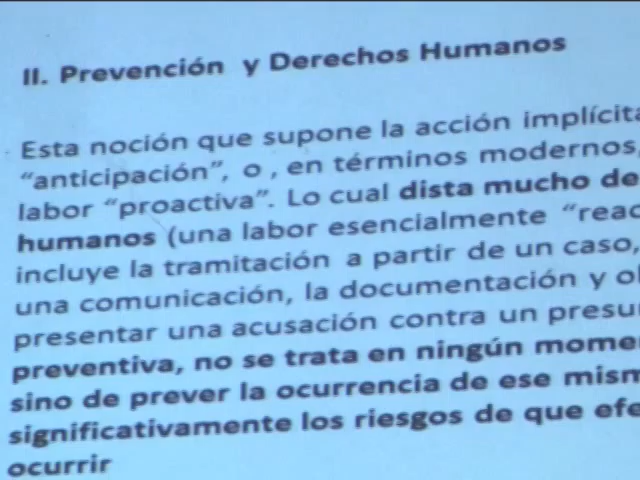 II. Prevención y Derechos Humanos
Esta noción que supone la acción implícita
“anticipación”, o , en términos modernos,
labor “proactiva”. Lo cual dista mucho de
humanos (una labor esencialmente “reac
incluye la tramitación a partir de un caso,
una comunicación, la documentación y
presentar una acusación contra un presu
preventiva, no se trata en ningún mome
sino de prever la ocurrencia de ese mism
significativamente los riesgos de que efe
ocurrir